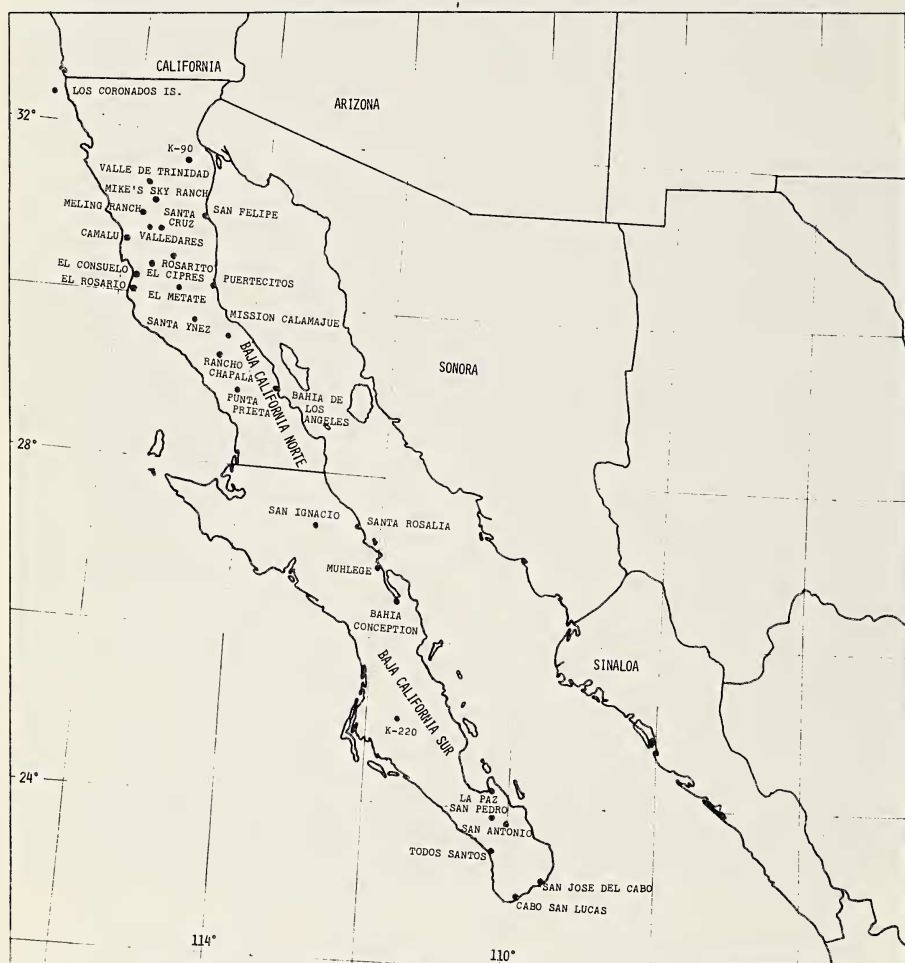 CALIFORNIA
LOS CORONADOS IS.
ARIZONA
32°
K-90
VALLE DE TRINIDAD
MIKE'S SKY RANCH
MELING RANCH
SANTA
CRUZ
SAN FELIPE
CAMALU
VALLEDARES
EL CONSUELO
ROSARITO
EL CIPRES
EL ROSARIO
PUERTECITOS
EL METATE
SANTA YNEZ
MISSION CALAMAJUE
RANCHO
CHAPALA
SONORA
BAJA CALIFORNIA NORTE
PUNTA
PRIETA
BAHIA DE
LOS
ANGELES
28°
SAN IGNACIO
SANTA ROSALIA
MUHLEGE
BAHIA
CONCEPTION
BAJA CALIFORNIA SUR
SINALOA
K-220
24°
LA PAZ
SAN PEDRO
SAN ANTONIO
TODOS SANTOS
SAN JOSE DEL CABO
CABO SAN LUCAS
114°
110°